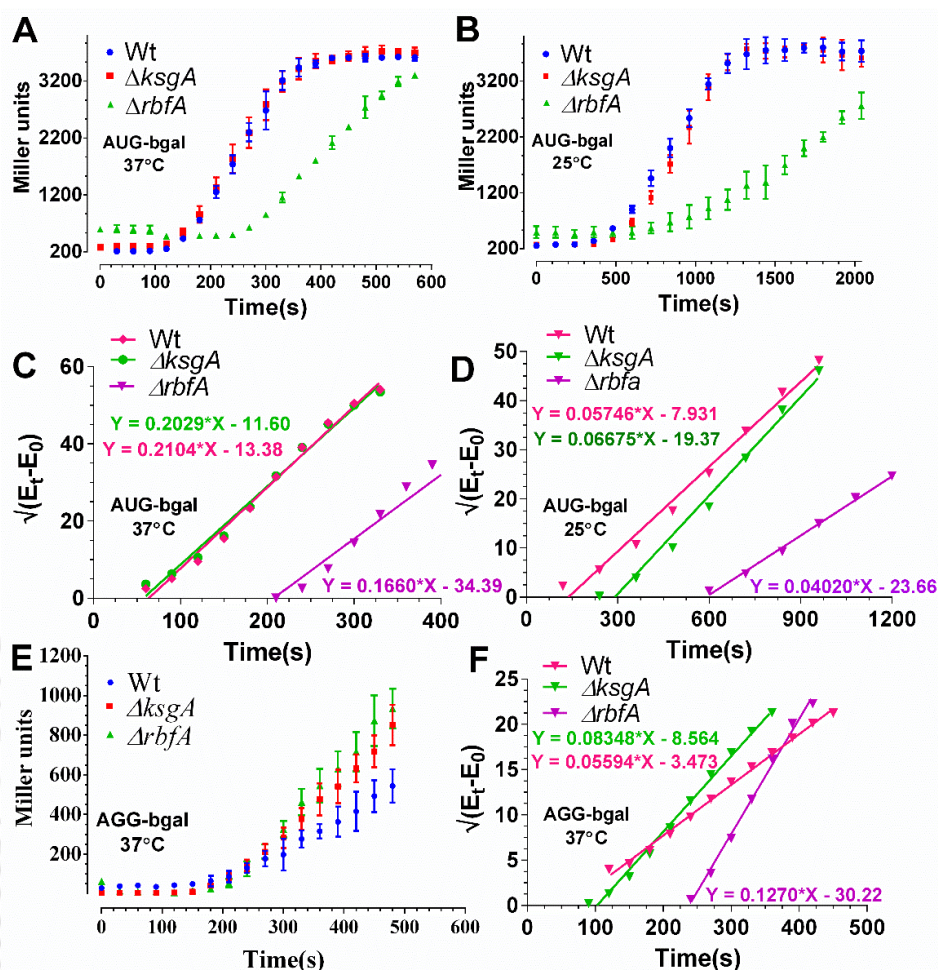 A
Wt
ΔksgA
ΔrbfA
AUG-bgal
37°C
Miller units
3200
2200
1200
200
0 100 200 300 400 500 600
Time(s)
B
Wt
ΔksgA
ΔrbfA
AUG-bgal
25°C
Miller units
3200
2200
1200
200
0 500 1000 1500 2000
Time(s)
C
Wt
ΔksgA
ΔrbfA
Y = 0.2029*X - 11.60
Y = 0.2104*X - 13.38
AUG-bgal
37°C
Y = 0.1660*X - 34.39
√(Et-E0)
60
40
20
0
0 100 200 300 400
Time(s)
D
Wt
ΔksgA
Δrbfa
Y = 0.05746*X - 7.931
Y = 0.06675*X - 19.37
AUG-bgal
25°C
Y = 0.04020*X - 23.66
√(Et-E0)
50
40
30
20
10
0
0 300 600 900 1200
Time(s)
E
Wt
ΔksgA
ΔrbfA
AGG-bgal
37°C
Miller units
1200
1000
800
600
400
200
0 100 200 300 400 500 600
Time(s)
F
Wt
ΔksgA
ΔrbfA
Y = 0.08348*X - 8.564
Y = 0.05594*X - 3.473
AGG-bgal
37°C
Y = 0.1270*X - 30.22
√(Et-E0)
25
20
15
10
5
0
0 100 200 300 400 500
Time(s)